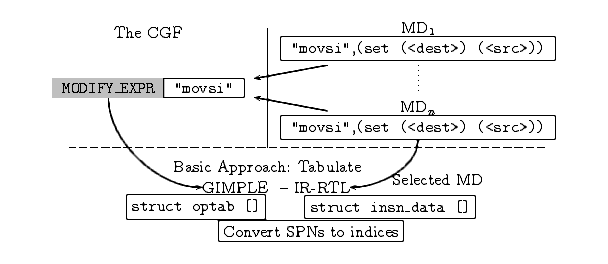 The CGF
MD1
"movsi",(set (<dest>) (<src>))
MODIFY_EXPR "movsi"
MDn
"movsi",(set (<dest>) (<src>))
Basic Approach: Tabulate
Selected MD
GIMPLE – IR-RTL
struct optab []
struct insn_data []
Convert SPNs to indices